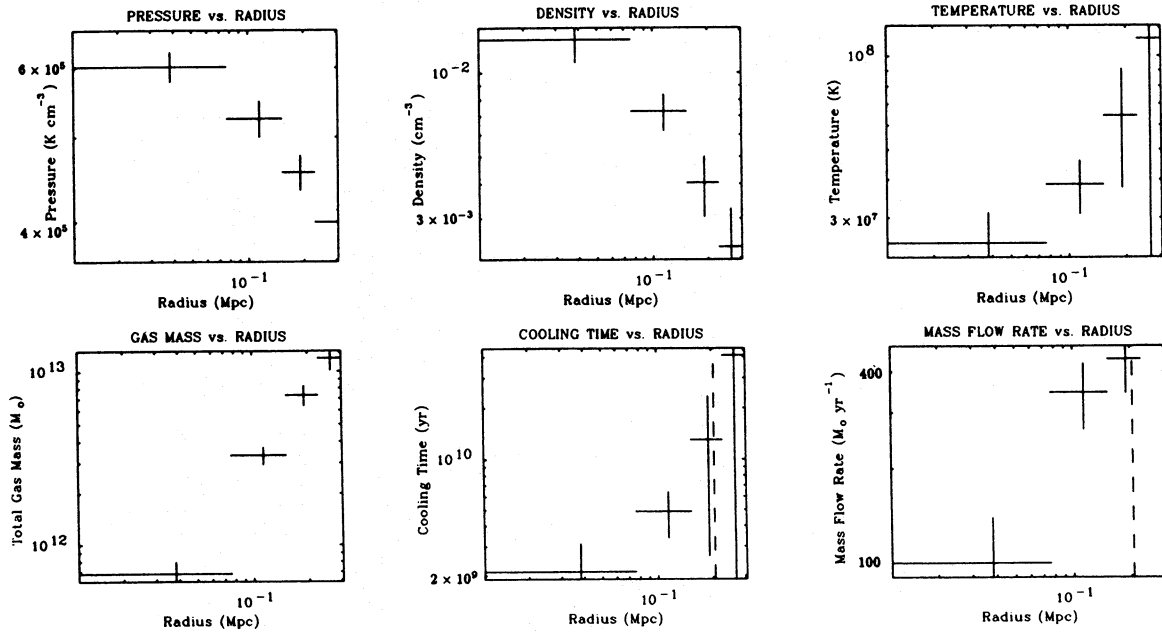 PRESSURE vs. RADIUS
6 × 10⁵
4 × 10⁵
Pressure (K cm⁻³)
10⁻¹
Radius (Mpc)
DENSITY vs. RADIUS
10⁻²
3 × 10⁻³
Density (cm⁻³)
10⁻¹
Radius (Mpc)
TEMPERATURE vs. RADIUS
10⁸
3 × 10⁷
Temperature (K)
10⁻¹
Radius (Mpc)
GAS MASS vs. RADIUS
10¹³
10¹²
Total Gas Mass (M₀)
10⁻¹
Radius (Mpc)
COOLING TIME vs. RADIUS
10¹⁰
2 × 10⁹
Cooling Time (yr)
10⁻¹
Radius (Mpc)
MASS FLOW RATE vs. RADIUS
400
100
Mass Flow Rate (M₀ yr⁻¹)
10⁻¹
Radius (Mpc)